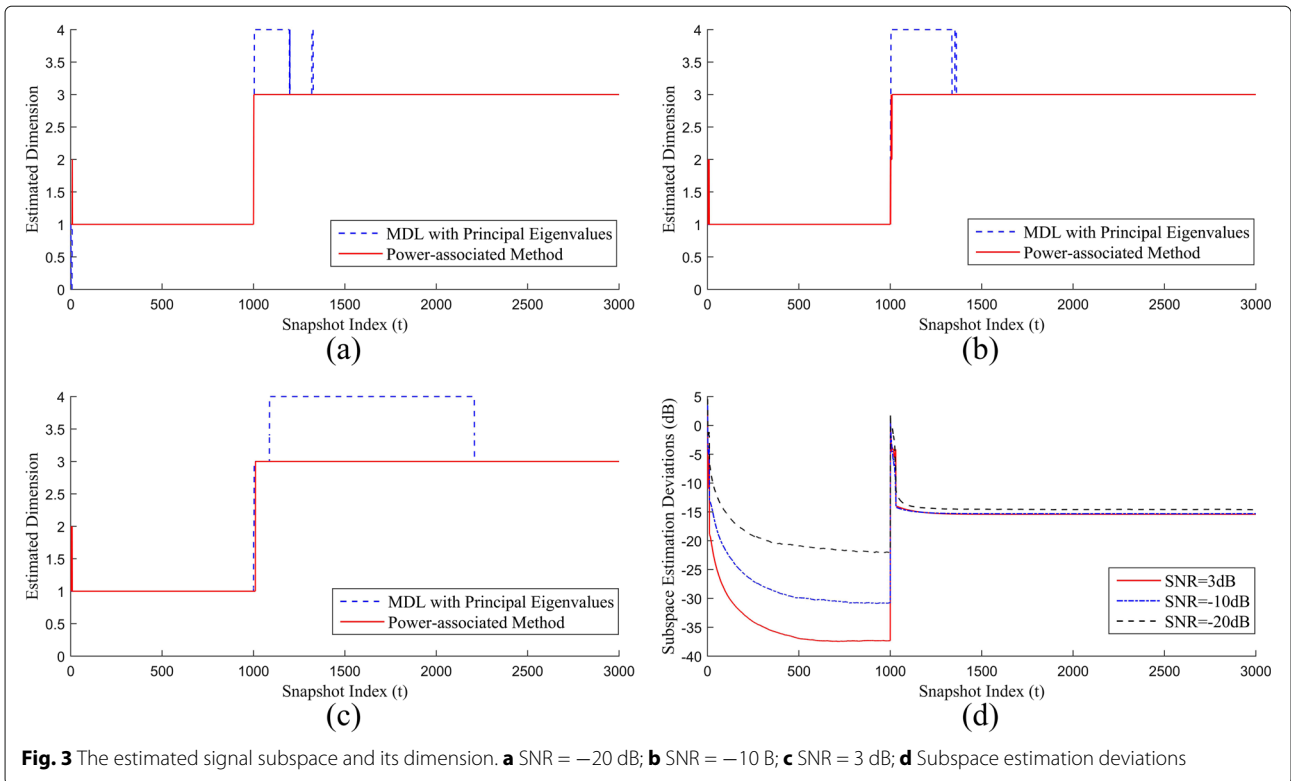 4
3.5
3
2.5
2
1.5
1
0.5
0
Estimated Dimension
MDL with Principal Eigenvalues
Power-associated Method
0 500 1000 1500 2000 2500 3000
Snapshot Index (t)
(a)
4
3.5
3
2.5
2
1.5
1
0.5
0
Estimated Dimension
MDL with Principal Eigenvalues
Power-associated Method
0 500 1000 1500 2000 2500 3000
Snapshot Index (t)
(b)
4
3.5
3
2.5
2
1.5
1
0.5
0
Estimated Dimension
MDL with Principal Eigenvalues
Power-associated Method
0 500 1000 1500 2000 2500 3000
Snapshot Index (t)
(c)
5
0
-5
-10
-15
-20
-25
-30
-35
-40
Subspace Estimation Deviations (dB)
SNR=3dB
SNR=-10dB
SNR=-20dB
0 500 1000 1500 2000 2500 3000
Snapshot Index (t)
(d)
Fig. 3 The estimated signal subspace and its dimension. a SNR = −20 dB; b SNR = −10 B; c SNR = 3 dB; d Subspace estimation deviations